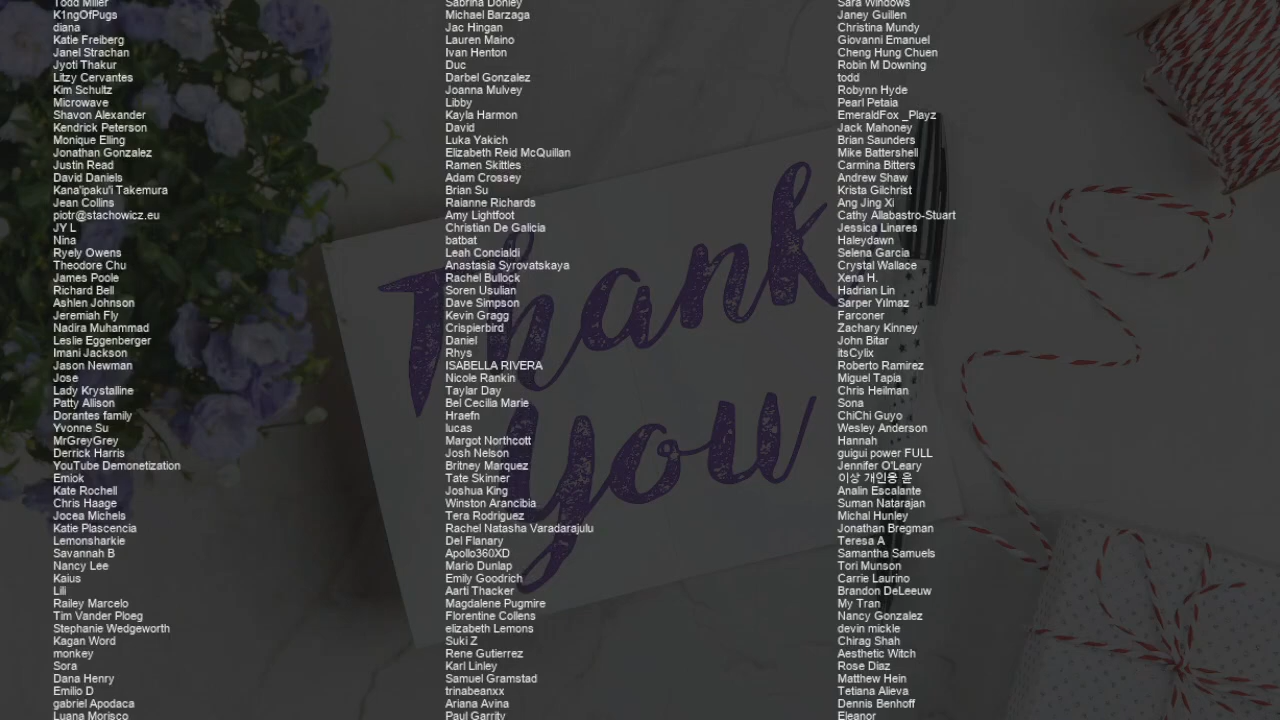 Todd Miller
K1ngOfPugs
diana
Katie Freiberg
Janel Strachan
Jyoti Thakur
Litzy Cervantes
Kim Schultz
Microwave
Shavon Alexander
Kendrick Peterson
Monique Elling
Jonathan Gonzalez
Justin Read
David Daniels
Kana'ipaku'i Takemura
Jean Collins
piotr@stachowicz.eu
JY L
Nina
Ryely Owens
Theodore Chu
James Poole
Richard Bell
Ashlen Johnson
Jeremiah Fly
Nadira Muhammad
Leslie Eggenberger
Imani Jackson
Jason Newman
Jose
Lady Krystalline
Patty Allison
Dorantes family
Yvonne Su
MrGreyGrey
Derrick Harris
YouTube Demonetization
Emiok
Kate Rochell
Chris Haage
Jocea Michels
Katie Plascencia
Lemonsharkie
Savannah B
Nancy Lee
Kaius
Lili
Railey Marcelo
Tim Vander Ploeg
Stephanie Wedgeworth
Kagan Word
monkey
Sora
Dana Henry
Emilio D
gabriel Apodaca
Luana Morisco
Sabrina Donley
Michael Barzaga
Jac Hingan
Lauren Maino
Ivan Henton
Duc
Darbel Gonzalez
Joanna Mulvey
Libby
Kayla Harmon
David
Luka Yakich
Elizabeth Reid McQuillan
Ramen Skittles
Adam Crossey
Brian Su
Raianne Richards
Amy Lightfoot
Christian De Galicia
batbat
Leah Concialdi
Anastasia Syrovatskaya
Rachel Bullock
Soren Usulian
Dave Simpson
Kevin Gragg
Crispierbird
Daniel
Rhys
ISABELLA RIVERA
Nicole Rankin
Taylar Day
Bel Cecilia Marie
Hraefn
lucas
Margot Northcott
Josh Nelson
Britney Marquez
Tate Skinner
Joshua King
Winston Arancibia
Tera Rodriguez
Rachel Natasha Varadarajulu
Del Flanary
Apollo360XD
Mario Dunlap
Emily Goodrich
Aarti Thacker
Magdalene Pugmire
Florentine Collens
elizabeth Lemons
Suki Z
Rene Gutierrez
Karl Linley
Samuel Gramstad
trinabeanxx
Ariana Avina
Paul Garrity
Sara Windows
Janey Guillen
Christina Mundy
Giovanni Emanuel
Cheng Hung Chuen
Robin M Downing
todd
Robynn Hyde
Pearl Petaia
EmeraldFox _Playz
Jack Mahoney
Brian Saunders
Mike Battershell
Carmina Bitters
Andrew Shaw
Krista Gilchrist
Ang Jing Xi
Cathy Allabastro-Stuart
Jessica Linares
Haleydawn
Selena Garcia
Crystal Wallace
Xena H.
Hadrian Lin
Sarper Yılmaz
Farconer
Zachary Kinney
John Bitar
itsCylix
Roberto Ramirez
Miguel Tapia
Chris Heilman
Sona
ChiChi Guyo
Wesley Anderson
Hannah
guigui power FULL
Jennifer O'Leary
이상 개인용 윤
Analin Escalante
Suman Natarajan
Michal Hunley
Jonathan Bregman
Teresa A
Samantha Samuels
Tori Munson
Carrie Laurino
Brandon DeLeeuw
My Tran
Nancy Gonzalez
devin mickle
Chirag Shah
Aesthetic Witch
Rose Diaz
Matthew Hein
Tetiana Alieva
Dennis Benhoff
Eleanor
Thank
you